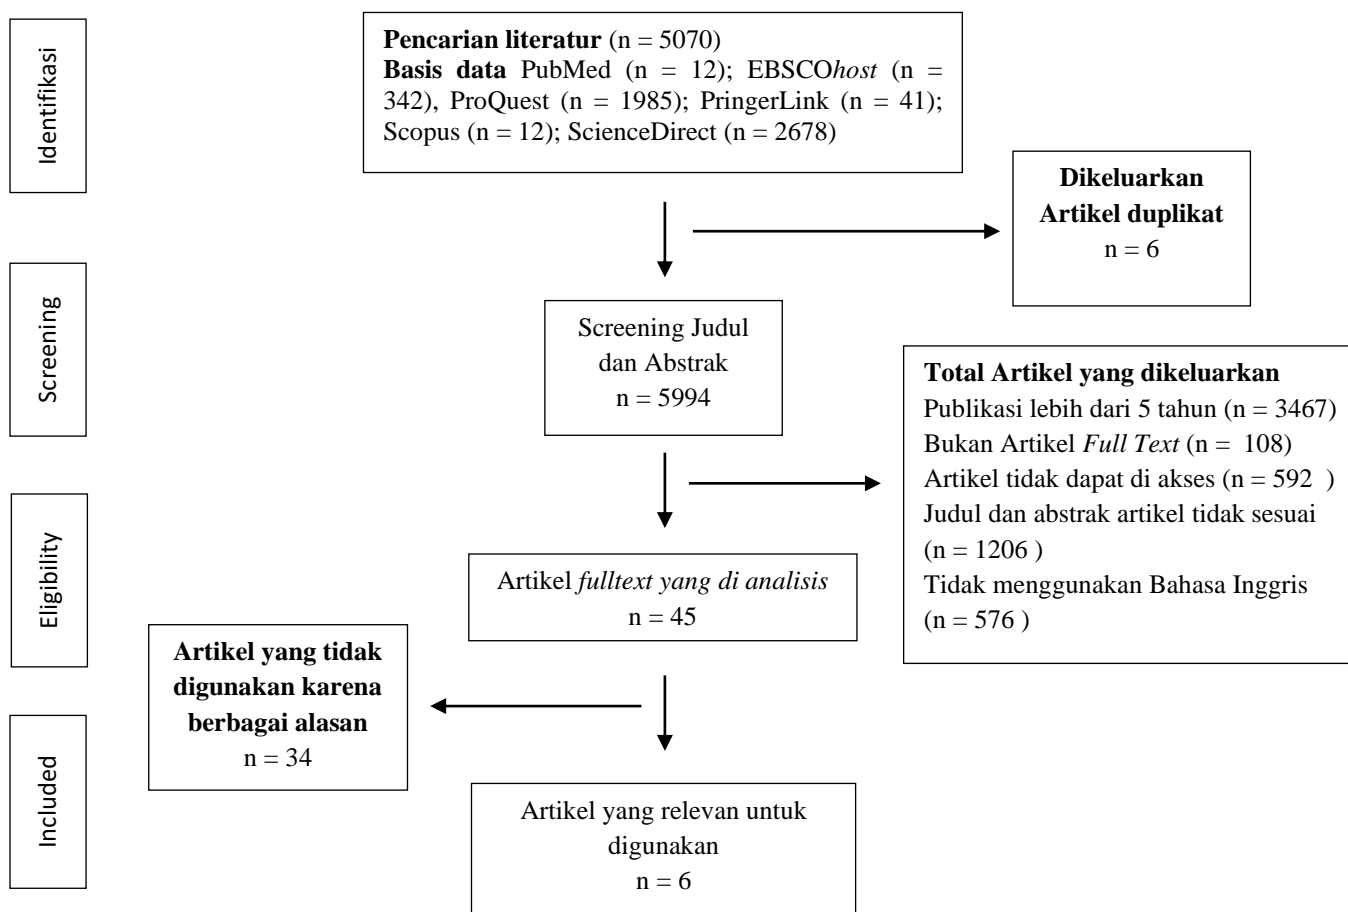 Identifikasi
Pencarian literatur (n = 5070)
Basis data PubMed (n = 12); EBSCOhost (n =
342), ProQuest (n = 1985); PringerLink (n = 41);
Scopus (n = 12); ScienceDirect (n = 2678)
Dikeluarkan
Artikel duplikat
n = 6
Screening
Screening Judul
dan Abstrak
n = 5994
Total Artikel yang dikeluarkan
Publikasi lebih dari 5 tahun (n = 3467)
Bukan Artikel Full Text (n =  108)
Artikel tidak dapat di akses (n = 592  )
Judul dan abstrak artikel tidak sesuai
(n = 1206 )
Tidak menggunakan Bahasa Inggris
(n = 576 )
Eligibility
Artikel fulltext yang di analisis
n = 45
Artikel yang tidak
digunakan karena
berbagai alasan
n = 34
Included
Artikel yang relevan untuk
digunakan
n = 6